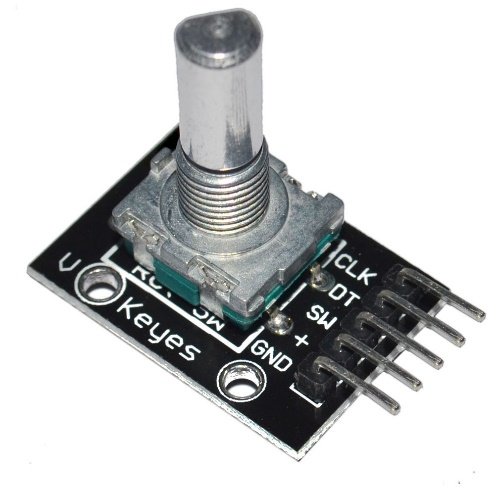 CLK
DT
SW
+
GND
Keyes
V